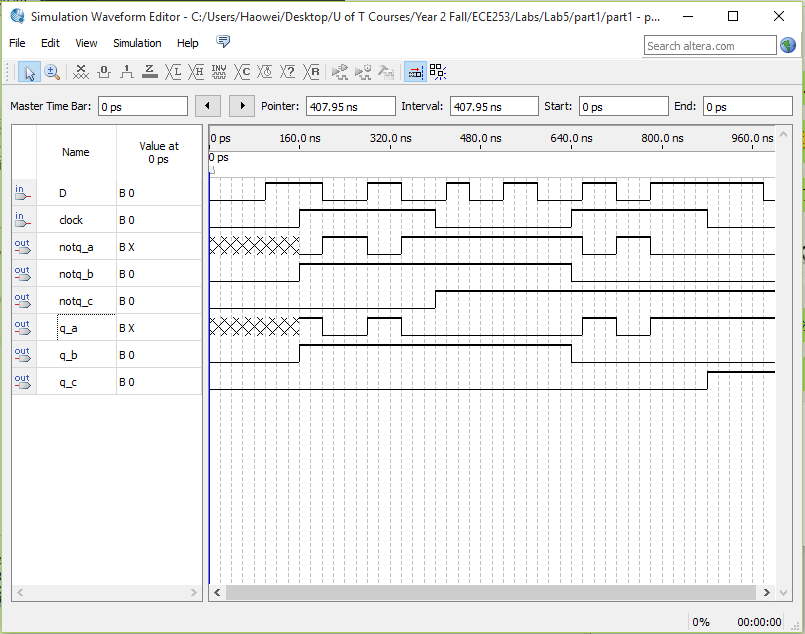 Simulation Waveform Editor - C:/Users/Haowei/Desktop/U of T Courses/Year 2 Fall/ECE253/Labs/Lab5/part1/part1 - p...
File Edit View Simulation Help
Search altera.com
Master Time Bar: 0 ps Pointer: 407.95 ns Interval: 407.95 ns Start: 0 ps End: 0 ps
Name Value at 0 ps
0 ps 160.0 ns 320.0 ns 480.0 ns 640.0 ns 800.0 ns 960.0 ns
0 ps
in D B 0
in clock B 0
out notq_a B X
out notq_b B 0
out notq_c B 0
out q_a B X
out q_b B 0
out q_c B 0
0% 00:00:00